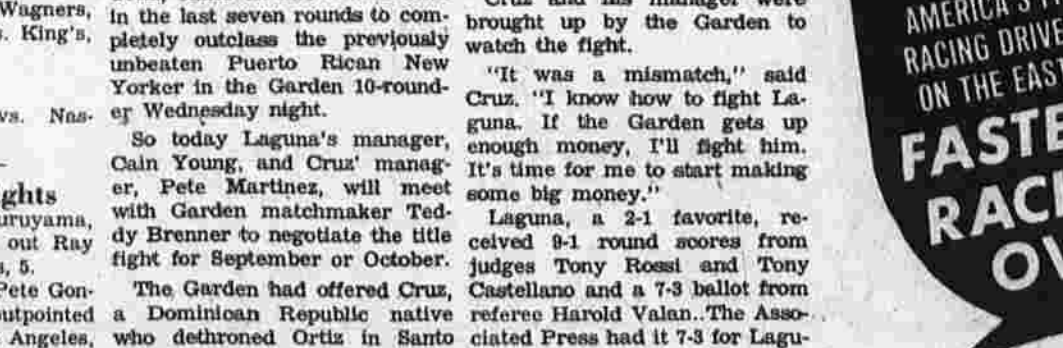 Wagners,
s. King's,
vs. Nas-
ghts
uruyama,
out Ray
s, 5.
Pete Gon-
utpointed
Angeles,
in the last seven rounds to com-
pletely outclass the previously
unbeaten Puerto Rican New
Yorker in the Garden 10-round-
er Wednesday night.
So today Laguna's manager,
Cain Young, and Cruz' manag-
er, Pete Martinez, will meet
with Garden matchmaker Ted-
dy Brenner to negotiate the title
fight for September or October.
The Garden had offered Cruz,
a Dominican Republic native
who dethroned Ortiz in Santo
Cruz and his manager were
brought up by the Garden to
watch the fight.
"It was a mismatch," said
Cruz. "I know how to fight La-
guna. If the Garden gets up
enough money, I'll fight him.
It's time for me to start making
some big money."
Laguna, a 2-1 favorite, re-
ceived 9-1 round scores from
judges Tony Rossi and Tony
Castellano and a 7-3 ballot from
referee Harold Valan..The Asso-
ciated Press had it 7-3 for Lagu-
AMERICA'S
RACING DRIVE
ON THE EAST
FASTE
RAC
OV